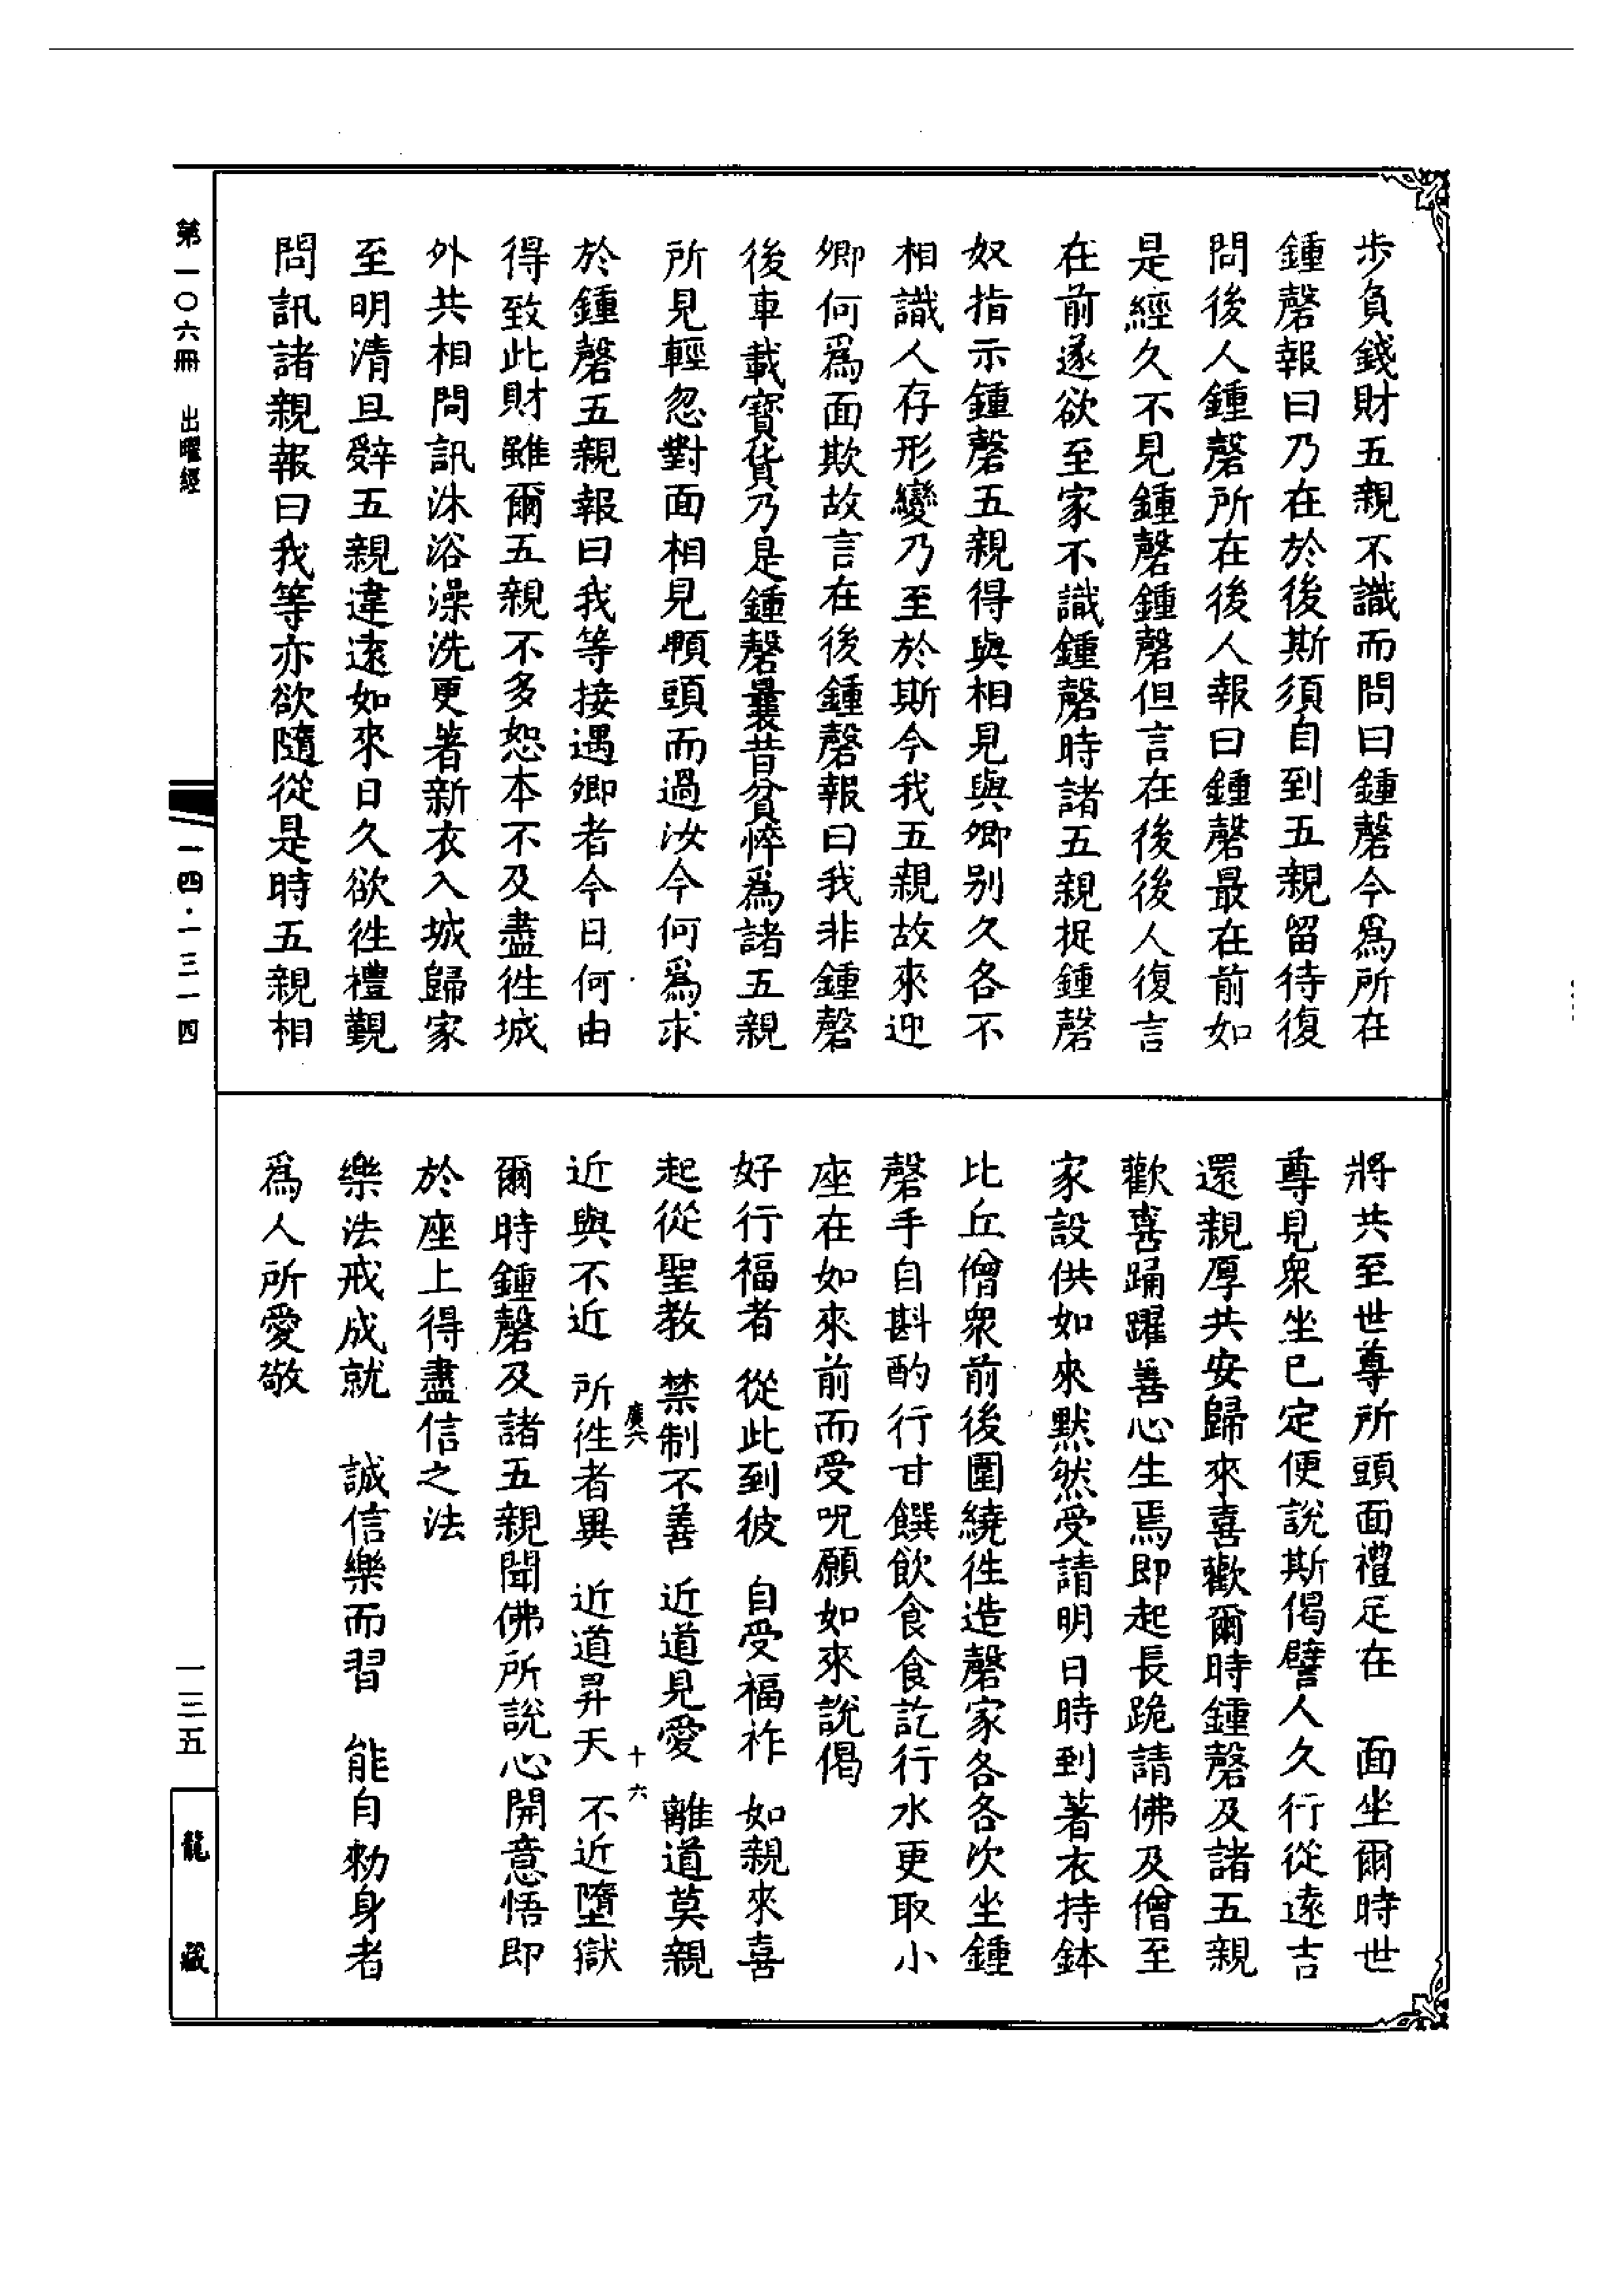 步負錢財五親不識而問曰鍾磬今爲所在
鍾磬報曰乃在於後斯須自到五親留待復
問後人鍾磬所在後人報曰鍾磬最在前如
是經久不見鍾磬鍾磬但言在後後人復言
在前遂欲至家不識鍾磬時諸五親捉鍾磬
奴指示鍾磬五親得與相見與卿别久各不
相識人存形變乃至於斯今我五親故來迎
卿何爲面欺故言在後鍾磬報曰我非鍾磬
後車載寶貨乃是鍾磬曩昔貧悴爲諸五親
所見輕忽對面相見頫頭而過汝今何爲求
於鍾磬五親報曰我等接遇卿者今日何由
得致此財雖爾五親不多恕本不及盡徃城
外共相問訊沐浴澡洗更著新衣入城歸家
至明清旦辭五親違遠如來日久欲徃禮覲
問訊諸親報曰我等亦欲隨從是時五親相
將共至世尊所頭面禮足在　面坐爾時世
尊見衆坐已定便說斯偈譬人久行從遠吉
還親厚共安歸來喜歡爾時鍾磬及諸五親
歡喜踊躍善心生焉即起長跪請佛及僧至
家設供如來默然受請明日時到著衣持鉢
比丘僧衆前後圍繞徃造磬家各各次坐鍾
磬手自斟酌行甘饌飲食食訖行水更取小
座在如來前而受呪願如來說偈
好行福者　從此到彼　自受福祚　如親來喜
起從聖教　禁制不善　近道見愛　離道莫親
近與不近　所徃者異　近道昇天　不近墮獄
廣六　十六
爾時鍾磬及諸五親聞佛所說心開意悟即
於座上得盡信之法
樂法戒成就　誠信樂而習　能自勑身者
爲人所愛敬
第一〇六冊　出曜經
一四·一三一四
一三五
龍藏